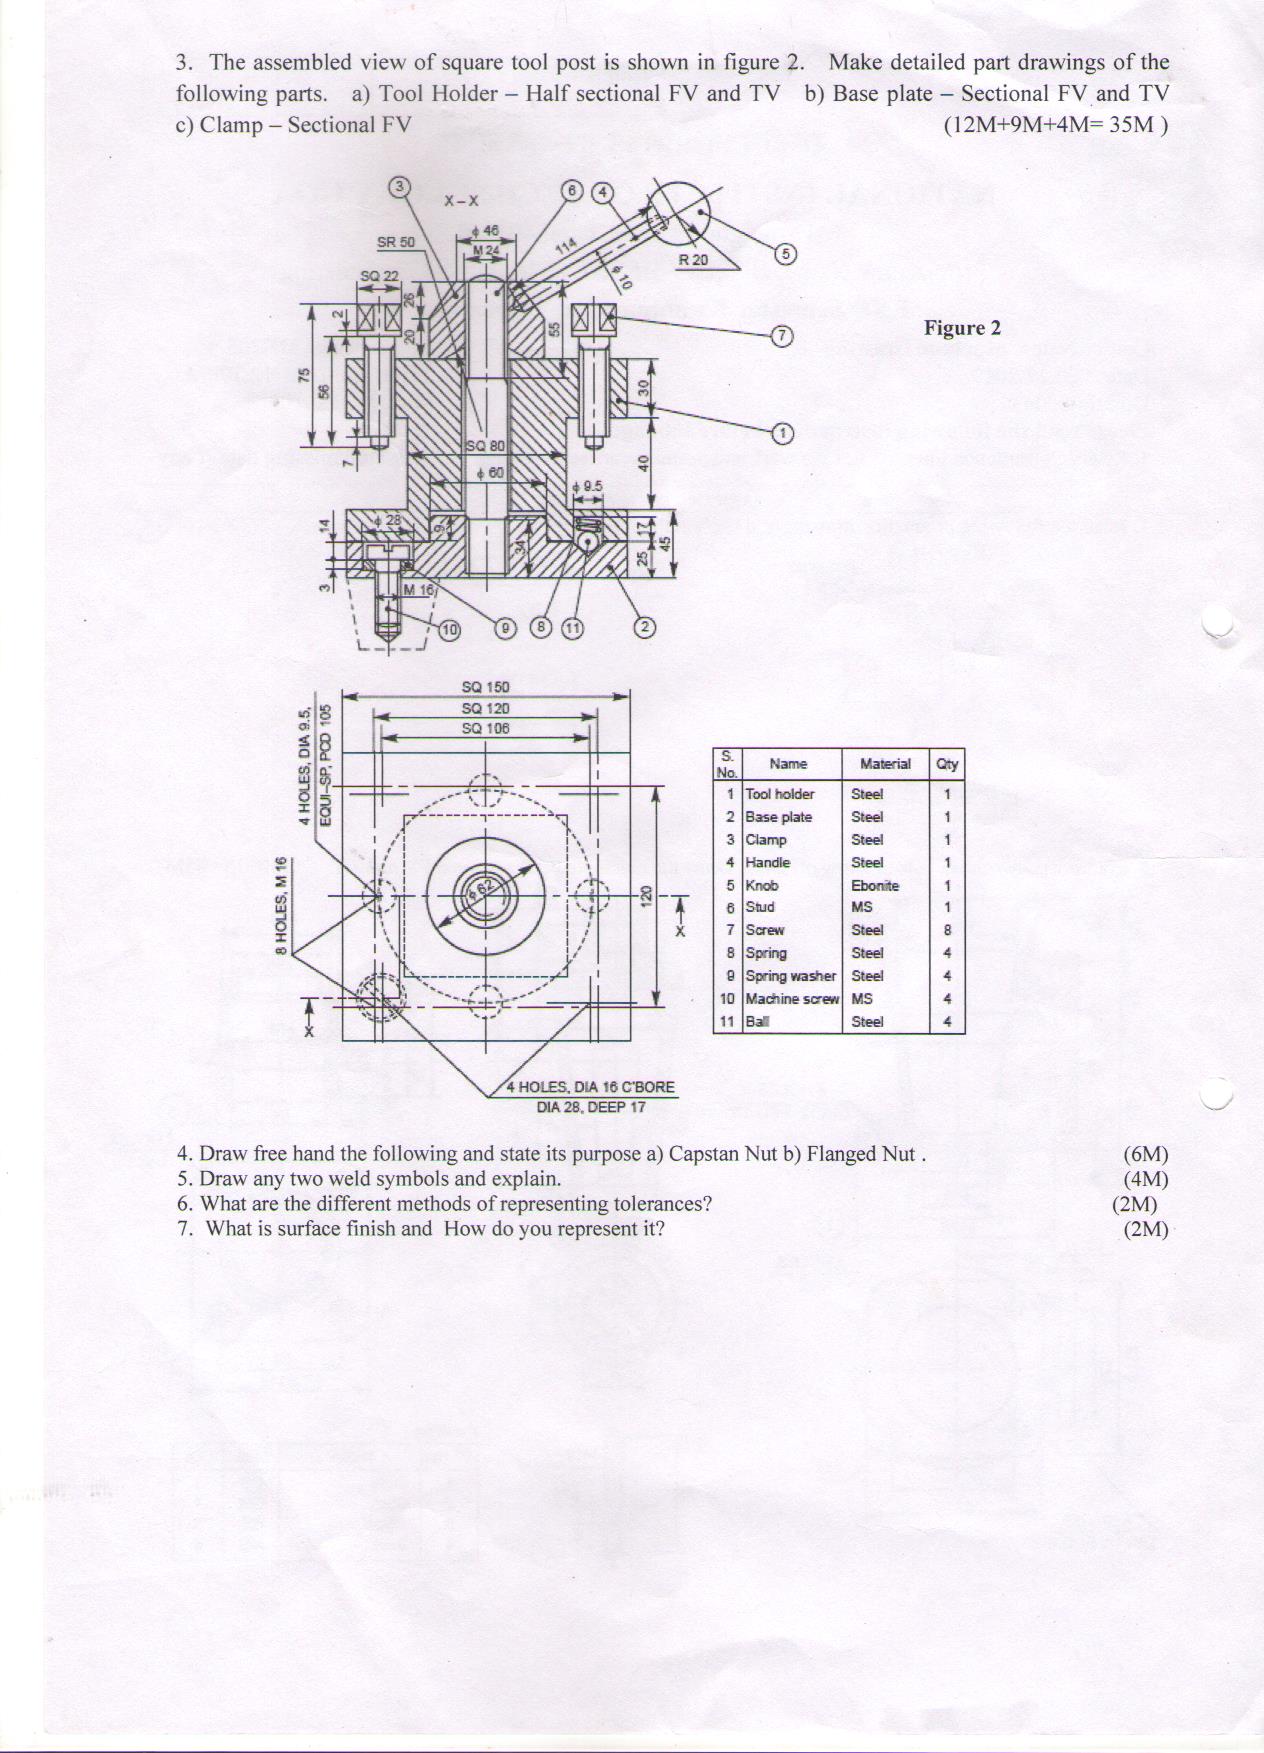 3. The assembled view of square tool post is shown in figure 2. Make detailed part drawings of the
following parts. a) Tool Holder – Half sectional FV and TV b) Base plate – Sectional FV and TV
c) Clamp – Sectional FV (12M+9M+4M= 35M )
3
X–X
6
4
5
ϕ 46
M 24
SR 50
SQ 22
114
ϕ 10
R 20
26
20
2
75
56
7
55
7
30
1
SQ 80
40
ϕ 60
ϕ 9.5
14
ϕ 28
9
34
17
45
25
3
M 16
10
9
8
11
2
Figure 2
SQ 150
SQ 120
SQ 106
4 HOLES, DIA 9.5,
EQUI–SP, PCD 105
8 HOLES, M 16
ϕ 62
120
X
X
4 HOLES, DIA 16 C'BORE
DIA 28, DEEP 17
S. No. Name Material Qty
1 Tool holder Steel 1
2 Base plate Steel 1
3 Clamp Steel 1
4 Handle Steel 1
5 Knob Ebonite 1
6 Stud MS 1
7 Screw Steel 8
8 Spring Steel 4
9 Spring washer Steel 4
10 Machine screw MS 4
11 Ball Steel 4
4. Draw free hand the following and state its purpose a) Capstan Nut b) Flanged Nut . (6M)
5. Draw any two weld symbols and explain. (4M)
6. What are the different methods of representing tolerances? (2M)
7. What is surface finish and How do you represent it? (2M)